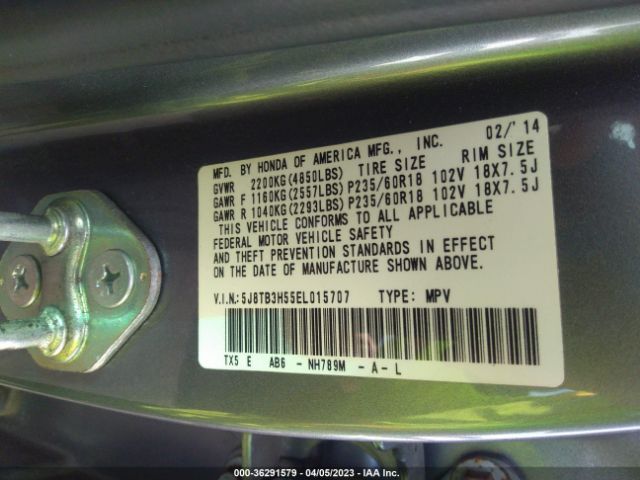 MFD. BY HONDA OF AMERICA MFG., INC. 02/'14
GVWR 2200KG(4850LBS) TIRE SIZE RIM SIZE
GAWR F 1160KG(2557LBS)P235/60R18 102V 18X7.5J
GAWR R 1040KG(2293LBS)P235/60R18 102V 18X7.5J
THIS VEHICLE CONFORMS TO ALL APPLICABLE
FEDERAL MOTOR VEHICLE SAFETY
AND THEFT PREVENTION STANDARDS IN EFFECT
ON THE DATE OF MANUFACTURE SHOWN ABOVE.
V.I.N:5J8TB3H55EL015707 TYPE: MPV
TX5 E AB6 - NH789M - A - L
000-36291579 - 04/05/2023 - IAA Inc.